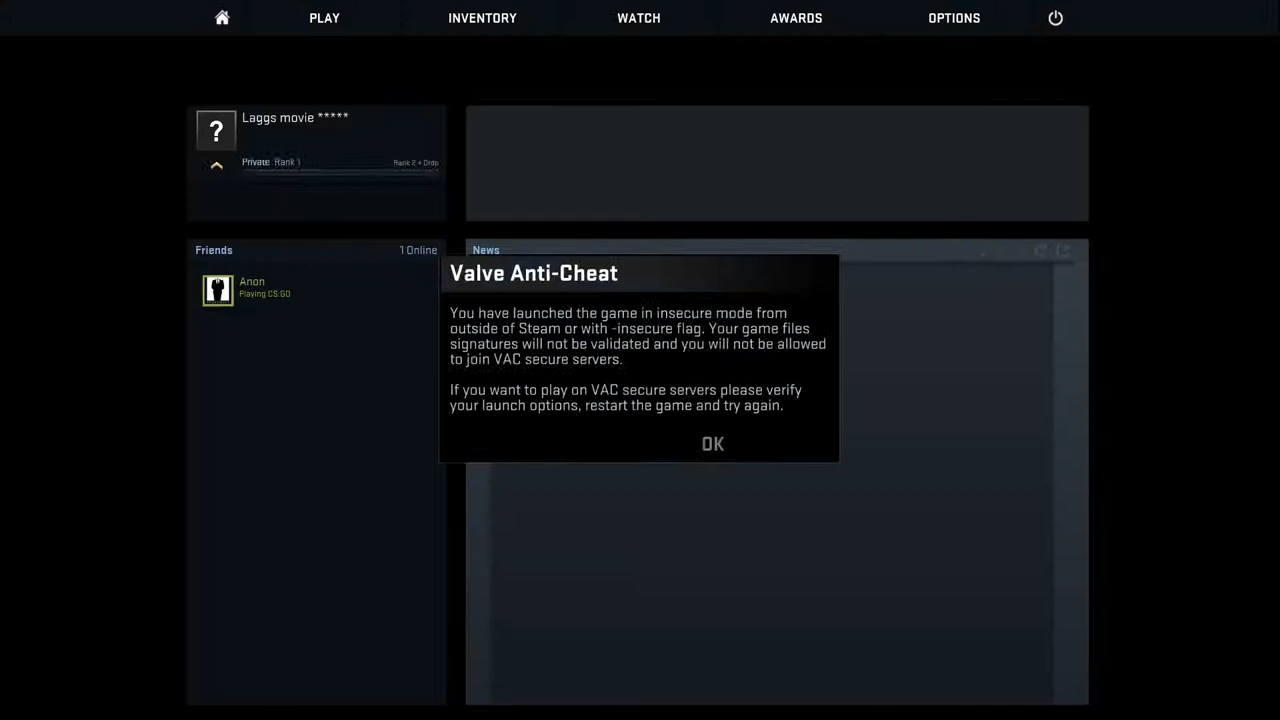 PLAY INVENTORY WATCH AWARDS OPTIONS
?
Laggs movie *****
Private Rank 1 Rank 2 + Drop
Friends 1 Online
Anon
Playing CS:GO
News
Valve Anti-Cheat
You have launched the game in insecure mode from
outside of Steam or with -insecure flag. Your game files
signatures will not be validated and you will not be allowed
to join VAC secure servers.
If you want to play on VAC secure servers please verify
your launch options, restart the game and try again.
OK